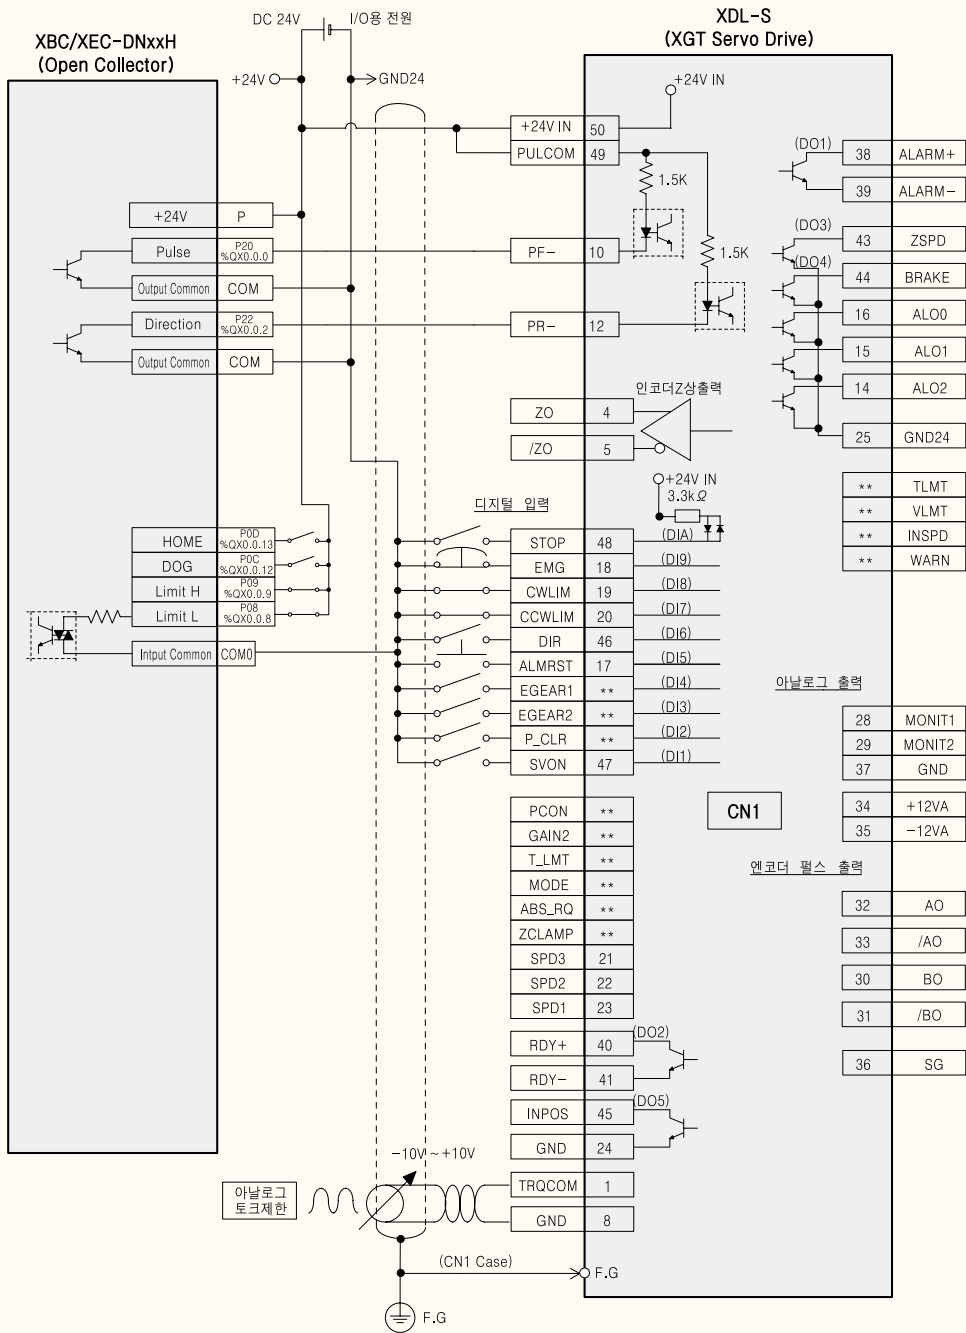 DC 24V
I/O용 전원
XBC/XEC-DNxxH
(Open Collector)
+24V
GND24
XDL-S
(XGT Servo Drive)
+24V IN
+24V IN 50
PULCOM 49
1.5K
1.5K
+24V P
Pulse P20 %QX0.0.0
Output Common COM
Direction P22 %QX0.0.2
Output Common COM
PF- 10
PR- 12
인코더Z상출력
ZO 4
/ZO 5
+24V IN
3.3kΩ
디지털 입력
HOME P0D %QX0.0.13
DOG P0C %QX0.0.12
Limit H P09 %QX0.0.9
Limit L P08 %QX0.0.8
Intput Common COM0
STOP 48 (DIA)
EMG 18 (DI9)
CWLIM 19 (DI8)
CCWLIM 20 (DI7)
DIR 46 (DI6)
ALMRST 17 (DI5)
EGEAR1 ** (DI4)
EGEAR2 ** (DI3)
P_CLR ** (DI2)
SVON 47 (DI1)
PCON **
GAIN2 **
T_LMT **
MODE **
ABS_RQ **
ZCLAMP **
SPD3 21
SPD2 22
SPD1 23
RDY+ 40 (DO2)
RDY- 41
INPOS 45 (DO5)
GND 24
TRQCOM 1
GND 8
-10V ~ +10V
아날로그
토크제한
(CN1 Case)
F.G
F.G
CN1
(DO1)
38 ALARM+
39 ALARM-
(DO3)
43 ZSPD
(DO4)
44 BRAKE
16 ALO0
15 ALO1
14 ALO2
25 GND24
** TLMT
** VLMT
** INSPD
** WARN
아날로그 출력
28 MONIT1
29 MONIT2
37 GND
34 +12VA
35 -12VA
엔코더 펄스 출력
32 AO
33 /AO
30 BO
31 /BO
36 SG